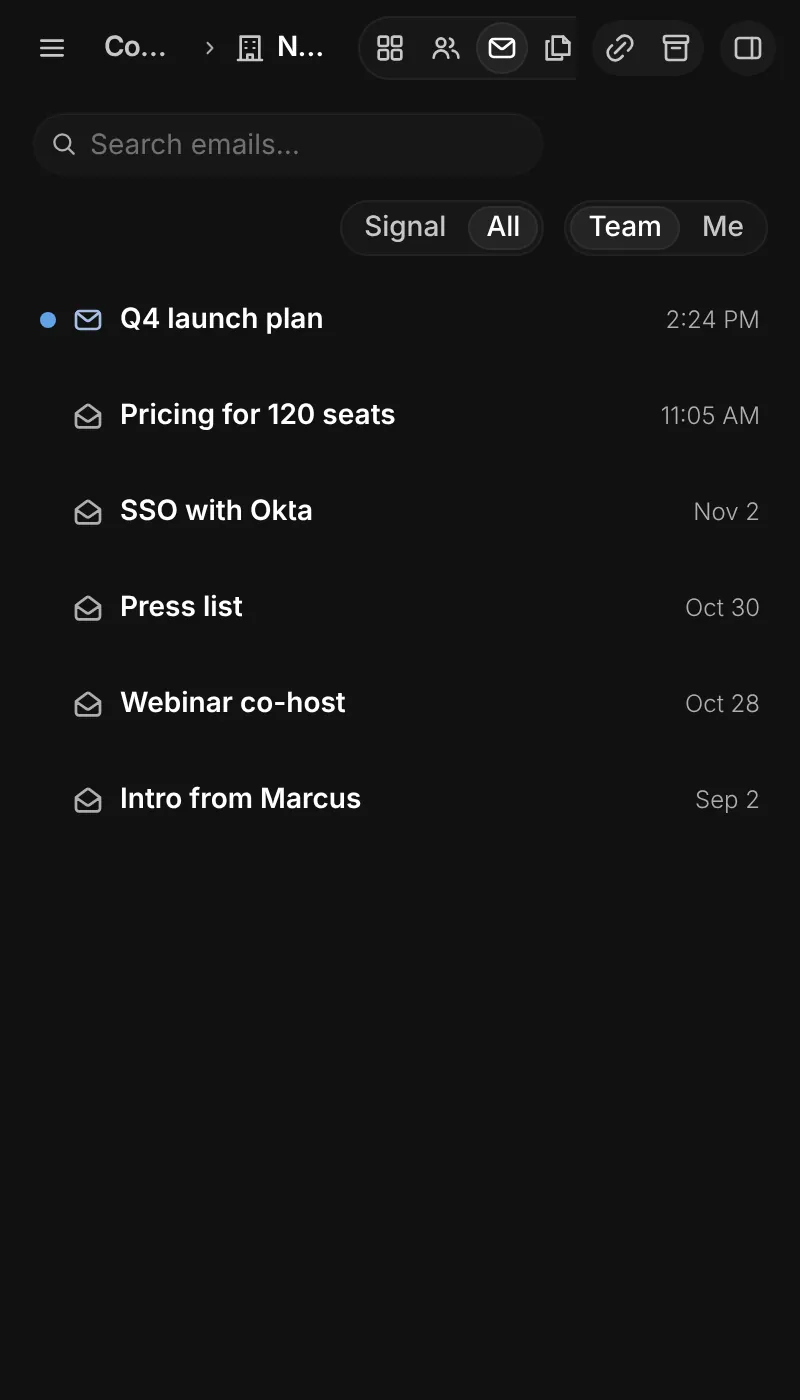 Co... › N...
Search emails...
Signal All Team Me
Q4 launch plan 2:24 PM
Pricing for 120 seats 11:05 AM
SSO with Okta Nov 2
Press list Oct 30
Webinar co-host Oct 28
Intro from Marcus Sep 2